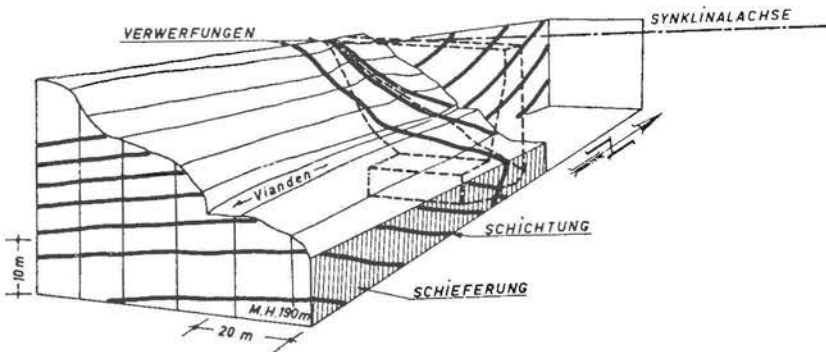 SYNKLINALACHSE
VERWERFUNGEN
Vianden
SCHICHTUNG
SCHIEFERUNG
10 m
M.H.190m
20 m